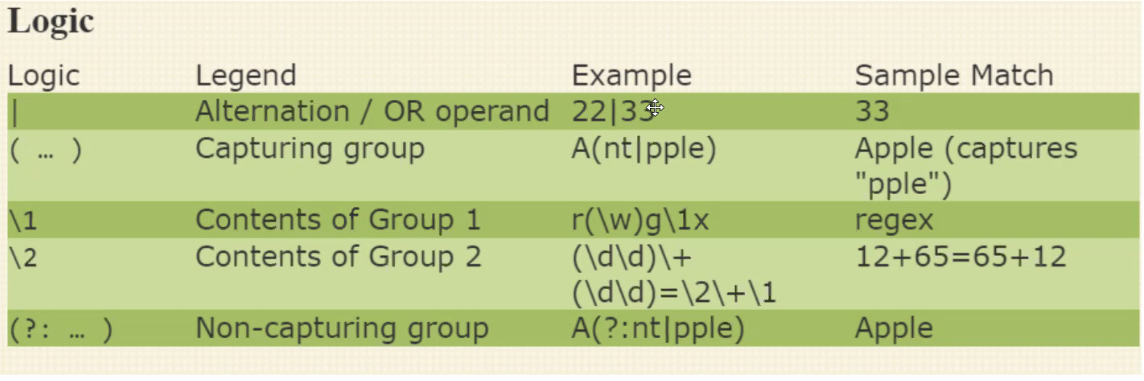 Logic
Logic Legend Example Sample Match
| Alternation / OR operand 22|33 33
( … ) Capturing group A(nt|pple) Apple (captures
"pple")
\1 Contents of Group 1 r(\w)g\1x regex
\2 Contents of Group 2 (\d\d)\+ 12+65=65+12
(\d\d)=\2\+\1
(?: … ) Non-capturing group A(?:nt|pple) Apple